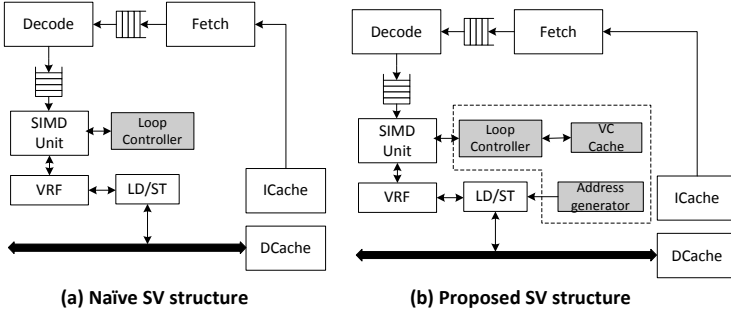 Decode
Fetch
SIMD
Unit
Loop
Controller
VRF
LD/ST
ICache
DCache
(a) Naïve SV structure
Decode
Fetch
SIMD
Unit
Loop
Controller
VC
Cache
VRF
LD/ST
Address
generator
ICache
DCache
(b) Proposed SV structure